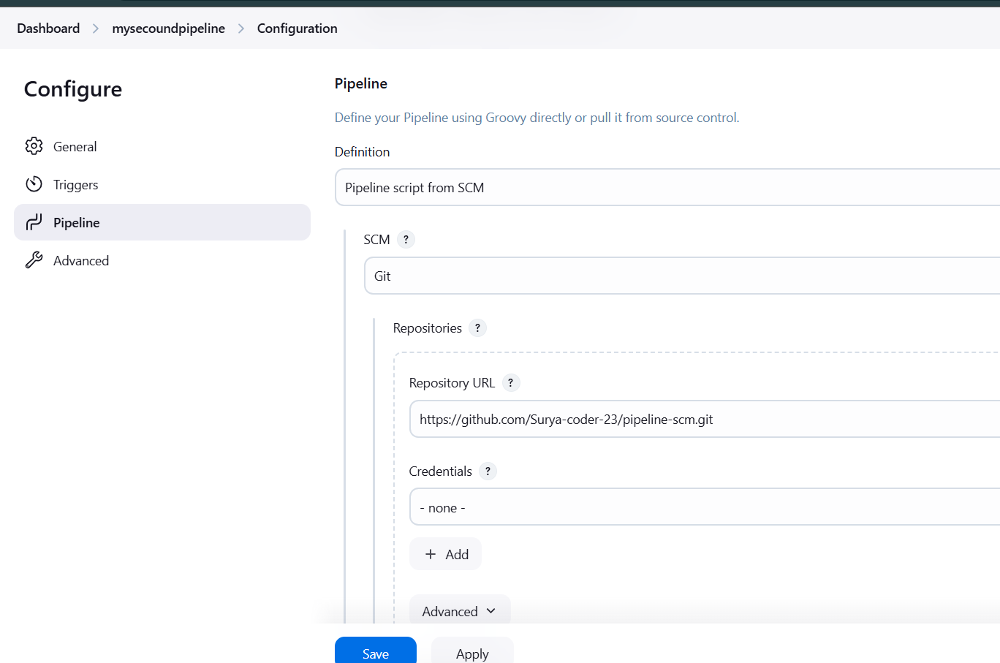 Dashboard > mysecoundpipeline > Configuration
Configure
General
Triggers
Pipeline
Advanced
Pipeline
Define your Pipeline using Groovy directly or pull it from source control.
Definition
Pipeline script from SCM
SCM ?
Git
Repositories ?
Repository URL ?
https://github.com/Surya-coder-23/pipeline-scm.git
Credentials ?
- none -
+ Add
Advanced
Save Apply